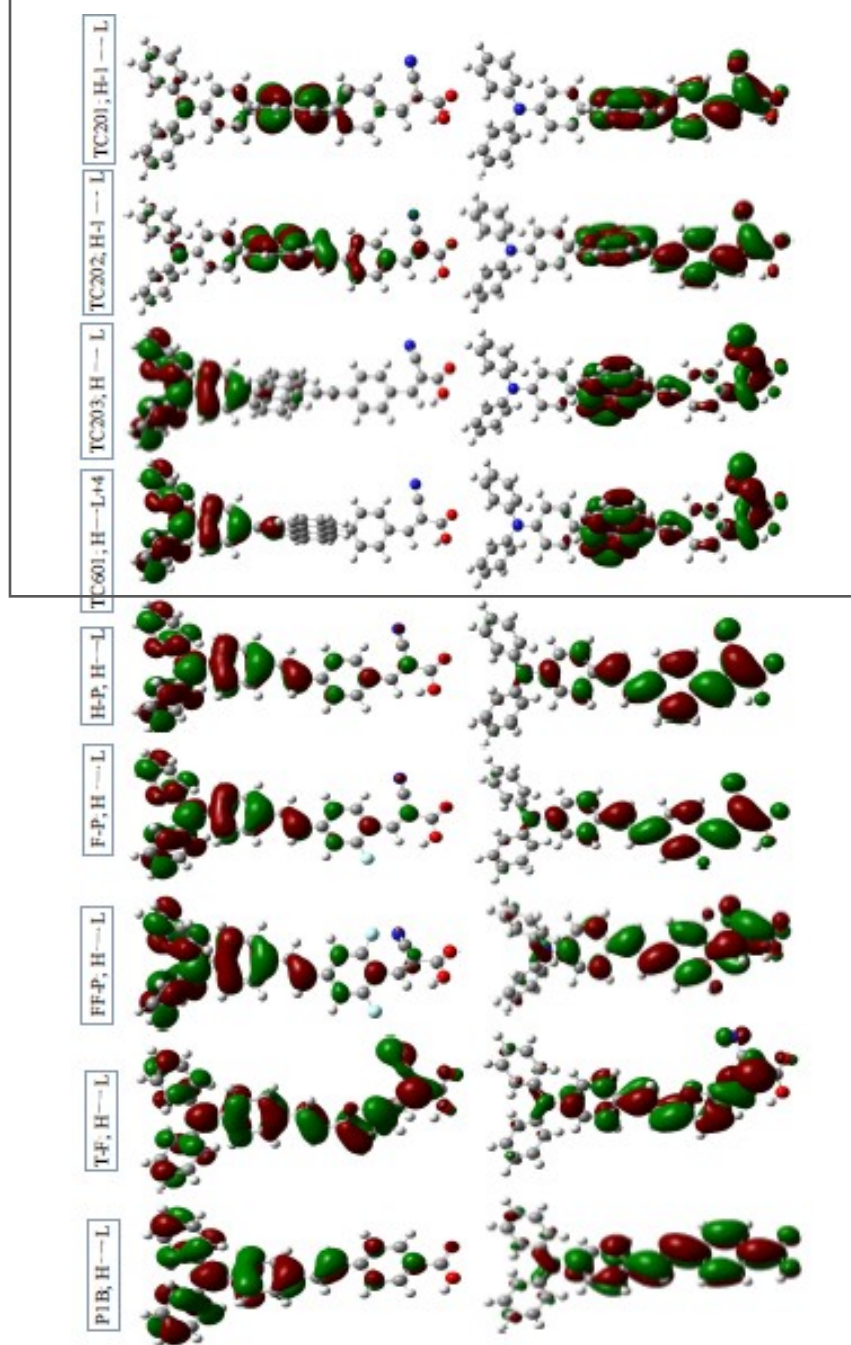 P1B, H---L
T-F, H---L
FF-P, H---L
F-P, H---L
H-P, H---L
TC601; H---L+4
TC203, H --- L
TC202, H-1 --- L
TC201; H-1 --- L